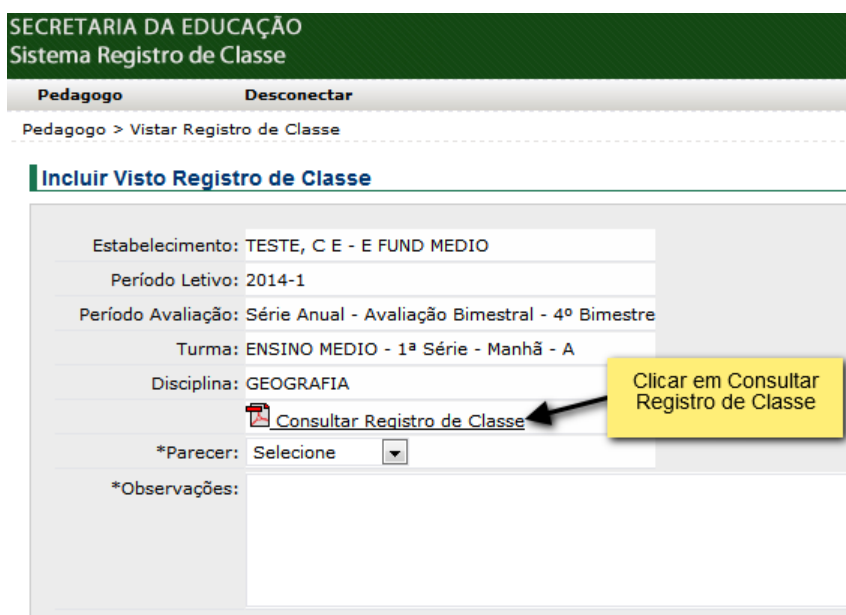 SECRETARIA DA EDUCAÇÃO
Sistema Registro de Classe
Pedagogo Desconectar
Pedagogo > Vistar Registro de Classe
Incluir Visto Registro de Classe
Estabelecimento: TESTE, C E - E FUND MEDIO
Período Letivo: 2014-1
Período Avaliação: Série Anual - Avaliação Bimestral - 4º Bimestre
Turma: ENSINO MEDIO - 1ª Série - Manhã - A
Disciplina: GEOGRAFIA
Consultar Registro de Classe
Clicar em Consultar
Registro de Classe
*Parecer: Selecione
*Observações: